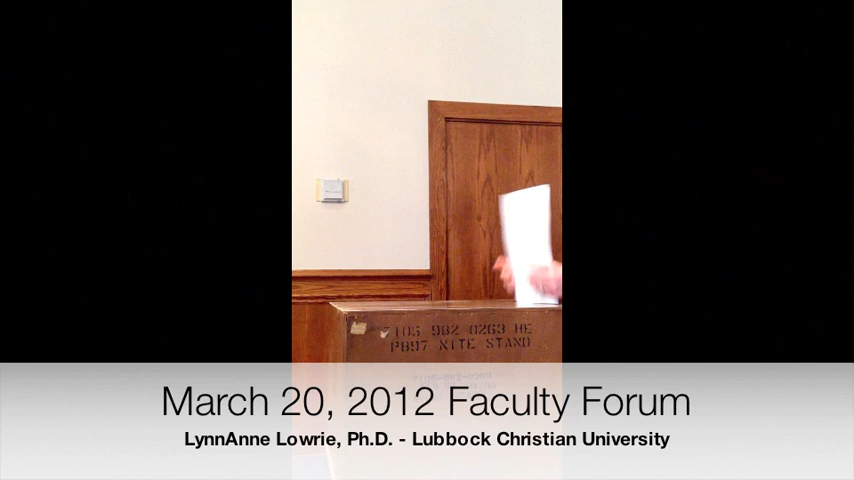 7105 982 0263 HE
P897 NITE STAND
March 20, 2012 Faculty Forum
LynnAnne Lowrie, Ph.D. - Lubbock Christian University